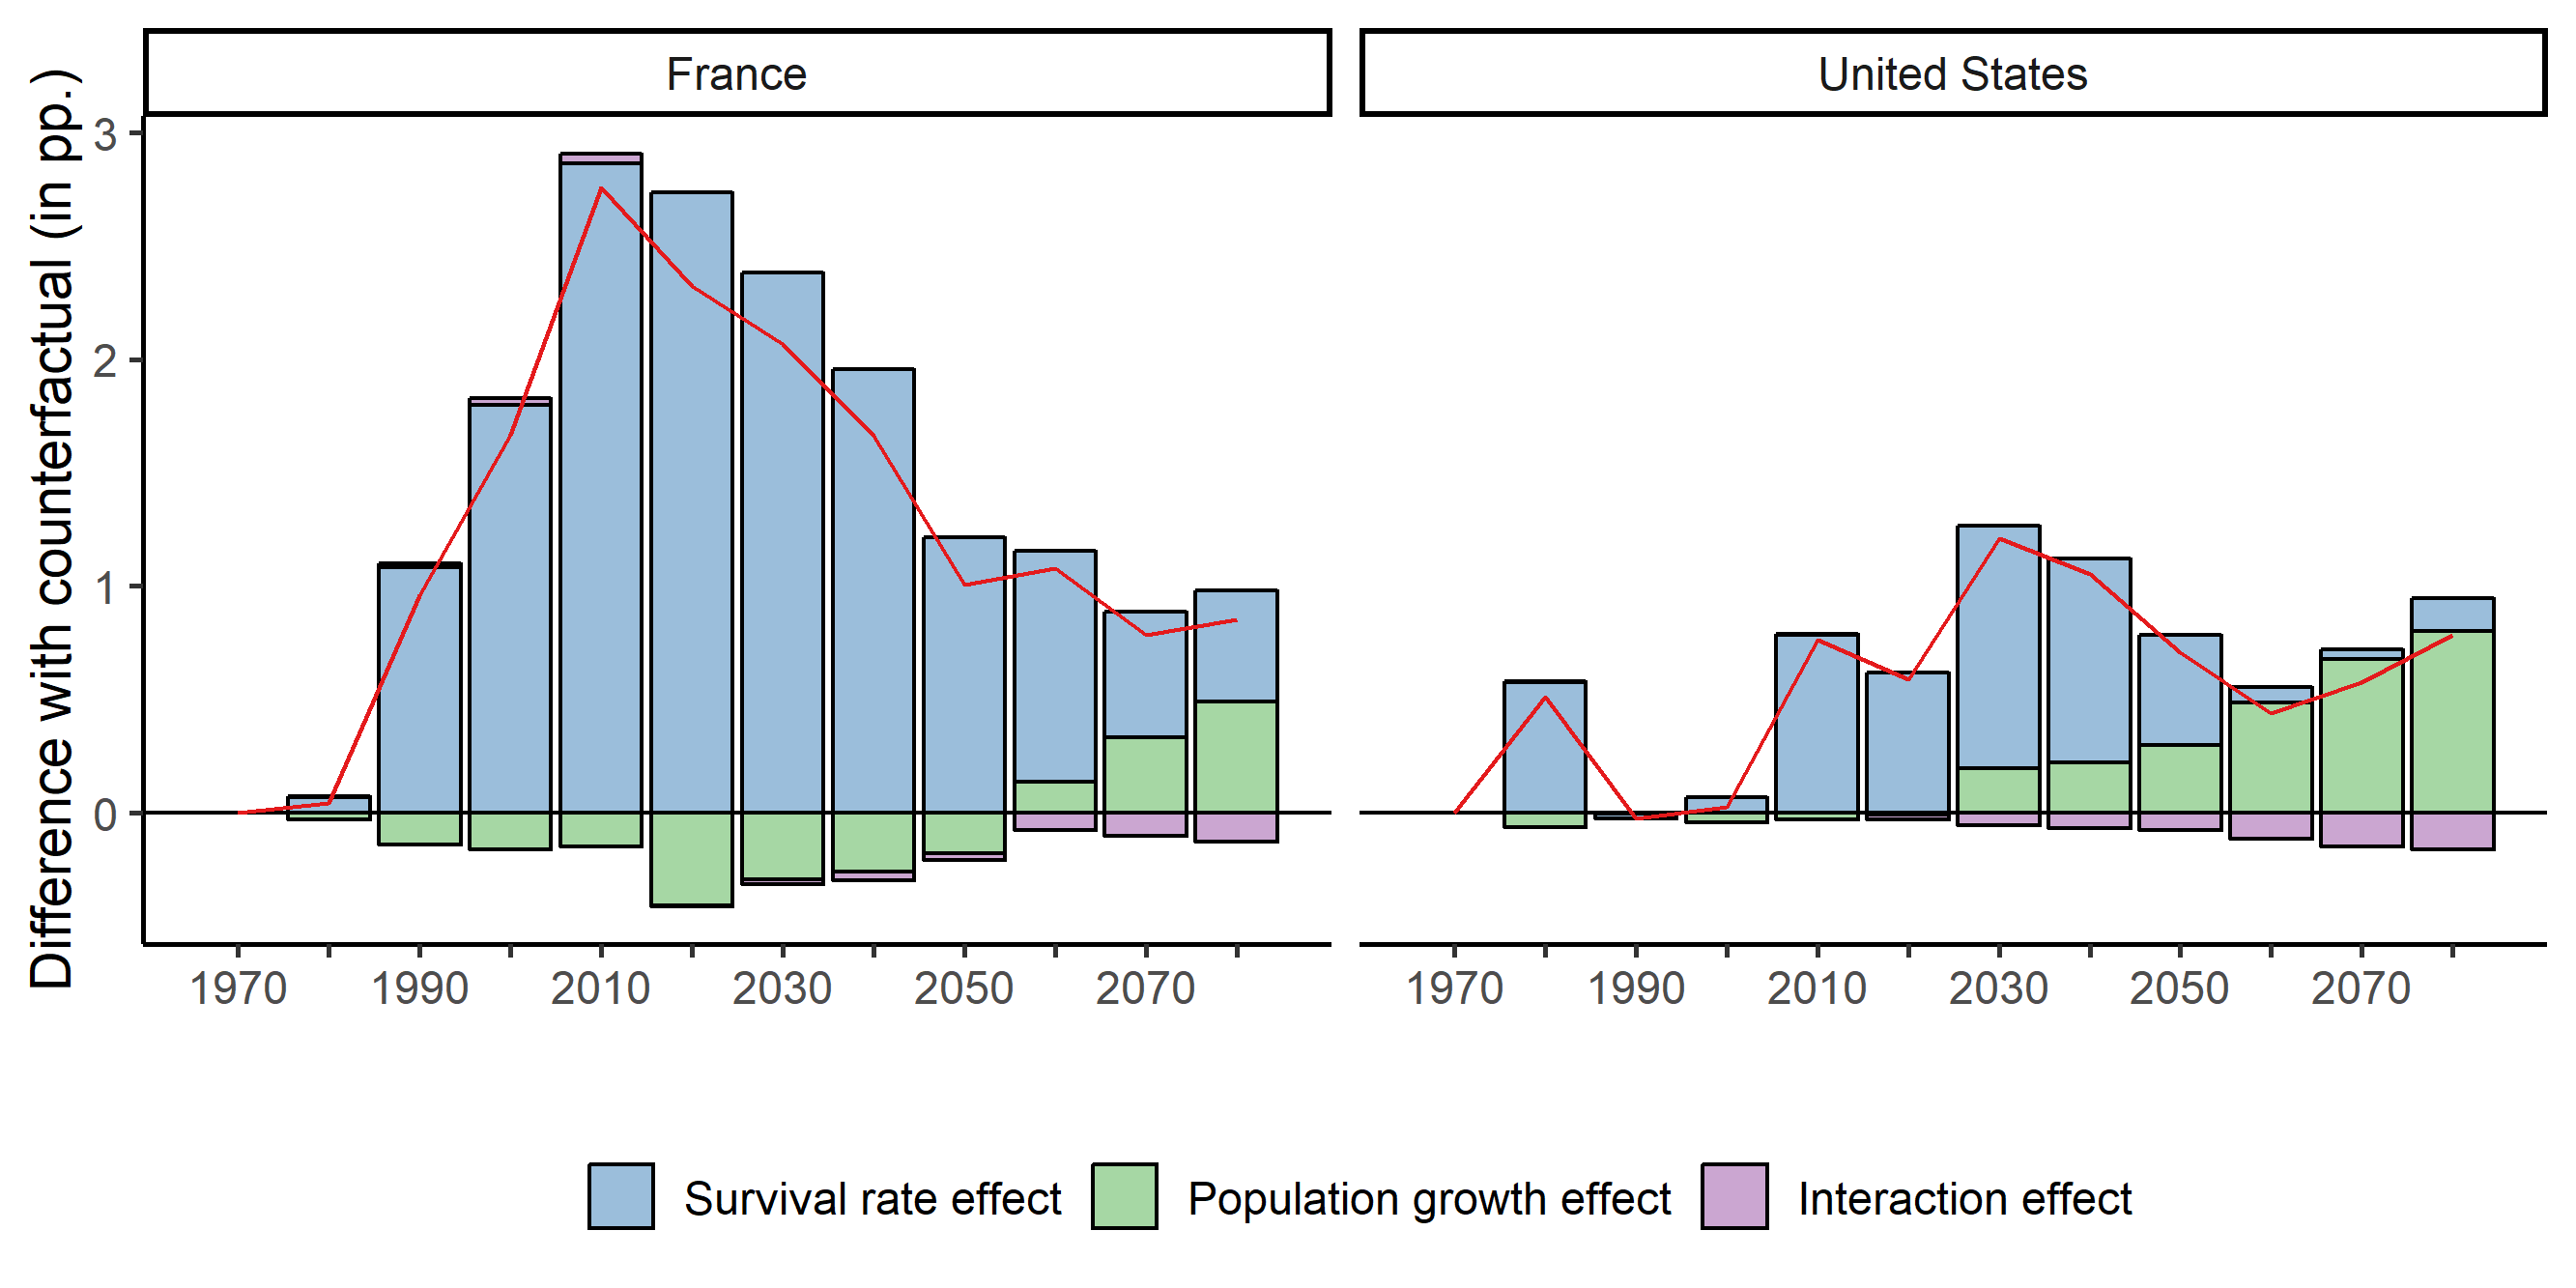 France
United States
Difference with counterfactual (in pp.)
3
2
1
0
1970 1990 2010 2030 2050 2070
1970 1990 2010 2030 2050 2070
Survival rate effect
Population growth effect
Interaction effect